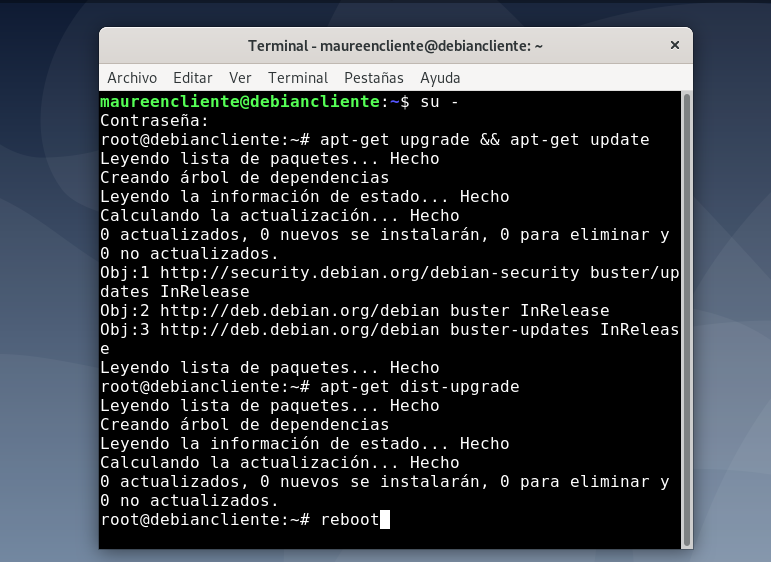 Terminal - maureencliente@debiancliente: ~
×
Archivo Editar Ver Terminal Pestañas Ayuda
maureencliente@debiancliente:~$ su -
Contraseña:
root@debiancliente:~# apt-get upgrade && apt-get update
Leyendo lista de paquetes... Hecho
Creando árbol de dependencias
Leyendo la información de estado... Hecho
Calculando la actualización... Hecho
0 actualizados, 0 nuevos se instalarán, 0 para eliminar y
0 no actualizados.
Obj:1 http://security.debian.org/debian-security buster/up
dates InRelease
Obj:2 http://deb.debian.org/debian buster InRelease
Obj:3 http://deb.debian.org/debian buster-updates InReleas
e
Leyendo lista de paquetes... Hecho
root@debiancliente:~# apt-get dist-upgrade
Leyendo lista de paquetes... Hecho
Creando árbol de dependencias
Leyendo la información de estado... Hecho
Calculando la actualización... Hecho
0 actualizados, 0 nuevos se instalarán, 0 para eliminar y
0 no actualizados.
root@debiancliente:~# reboot